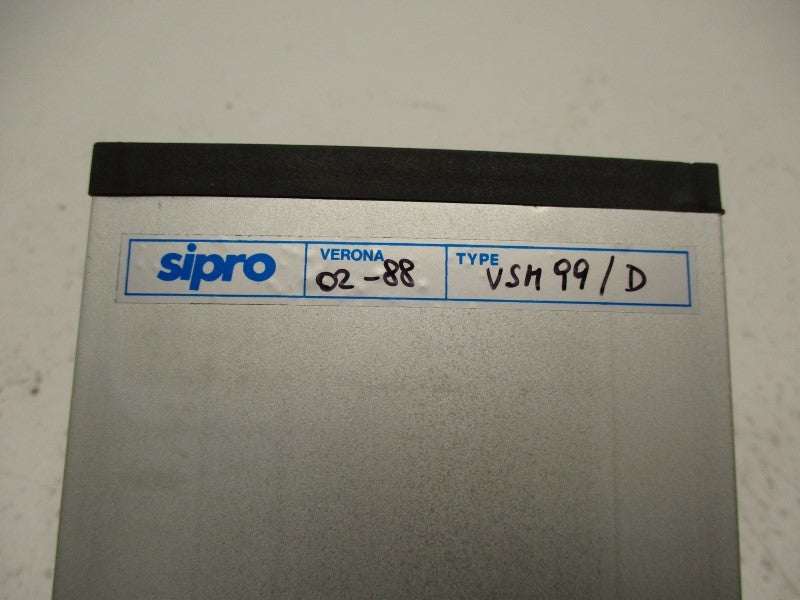 sipro
VERONA
02-88
TYPE
VSM 99/D